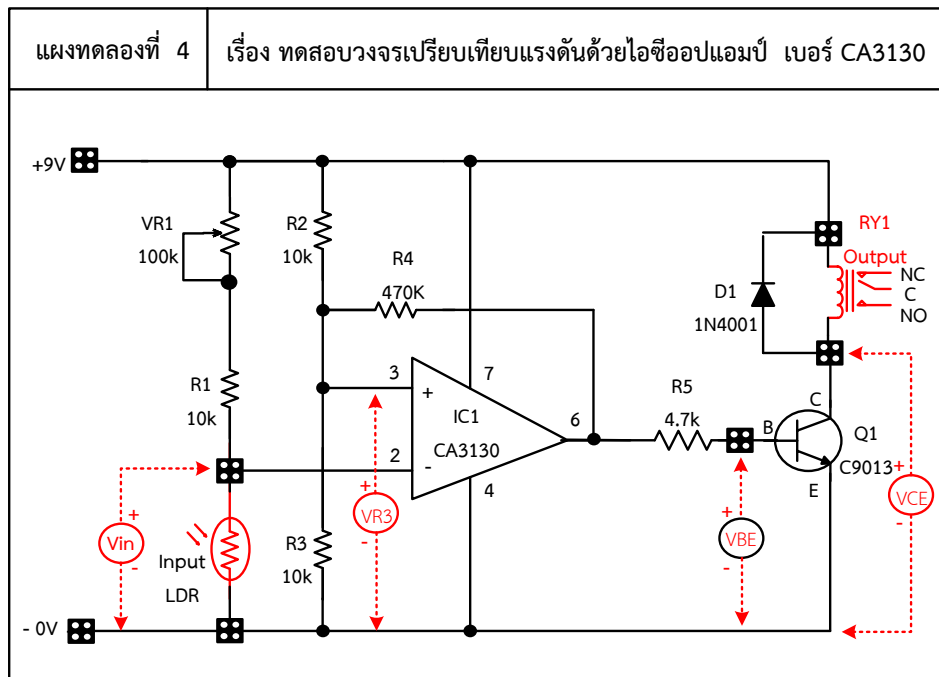 แผงทดลองที่ 4
เรื่อง ทดสอบวงจรเปรียบเทียบแรงดันด้วยไอซีออปแอมป์ เบอร์ CA3130
+9V
VR1
100k
R2
10k
R4
470K
RY1
Output
NC
C
NO
D1
1N4001
R1
10k
3
+
7
IC1
CA3130
6
2
-
4
R5
4.7k
B
C
Q1
C9013
E
+
Vin
-
Input
LDR
+
VR3
-
R3
10k
+
VBE
-
+
VCE
-
- 0V